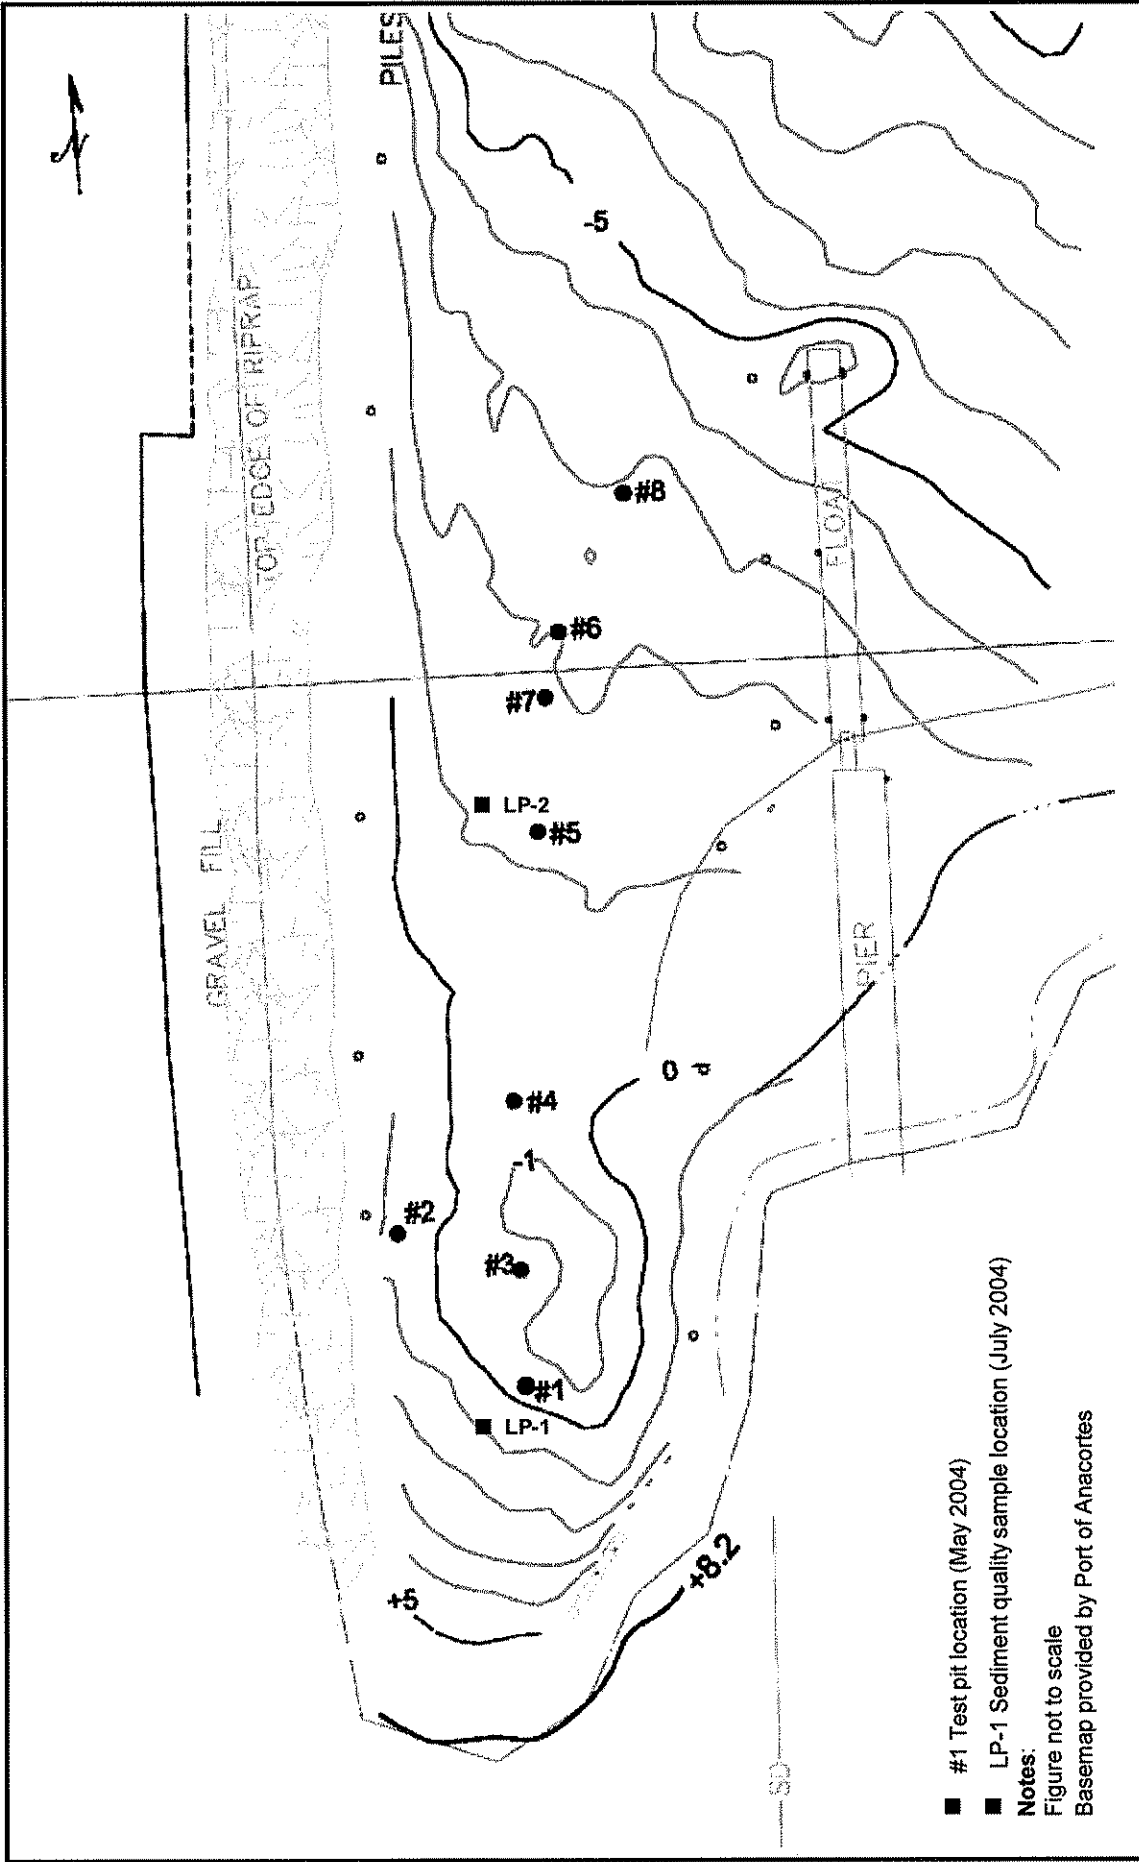 N
PILES
TOP EDGE OF RIPRAP
GRAVEL FILL
-5
#8
#6
#7
FLOAT
LP-2
#5
PIER
0
#4
-1
#2
#3
#1
LP-1
+5
+8.2
SD
#1 Test pit location (May 2004)
LP-1 Sediment quality sample location (July 2004)
Notes:
Figure not to scale
Basemap provided by Port of Anacortes